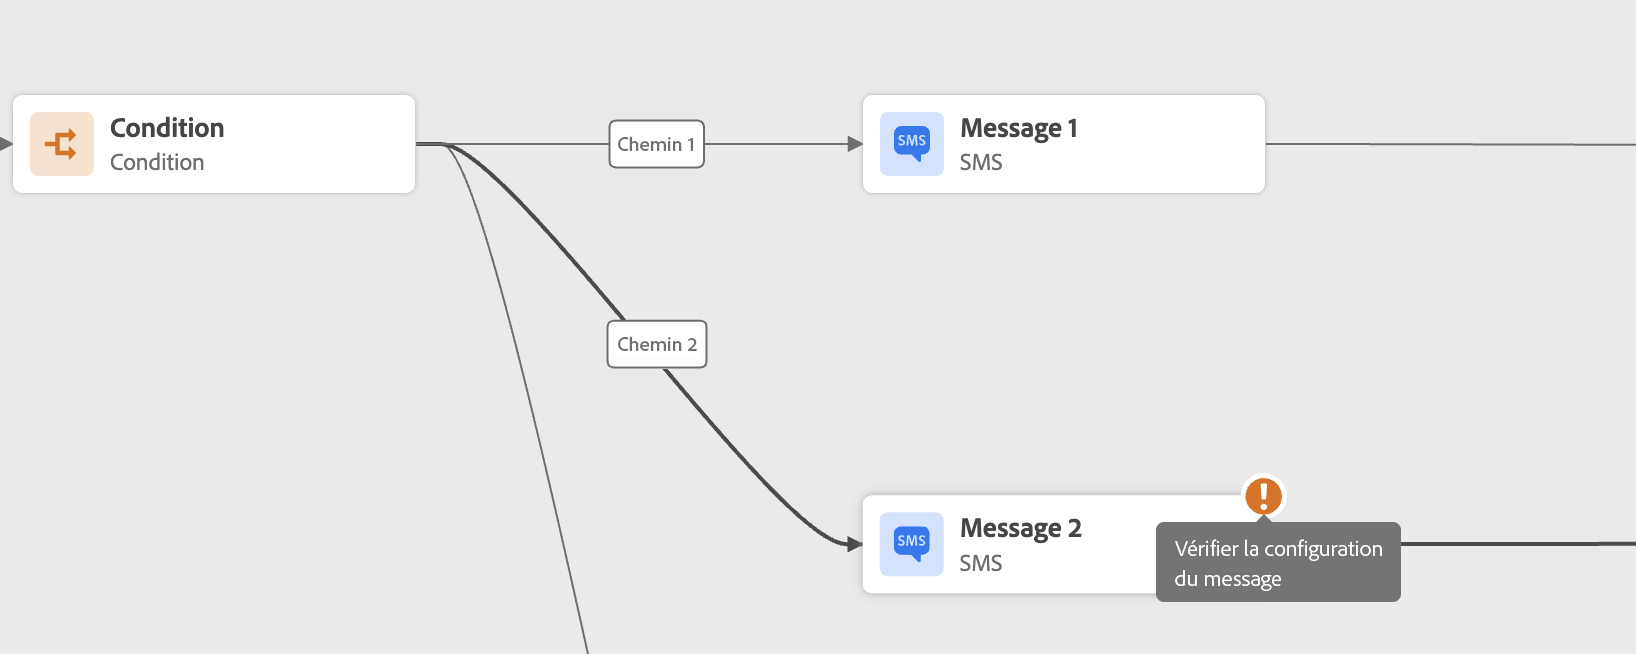 Condition
Condition
Chemin 1
SMS
Message 1
SMS
Chemin 2
SMS
Message 2
SMS
Vérifier la configuration
du message